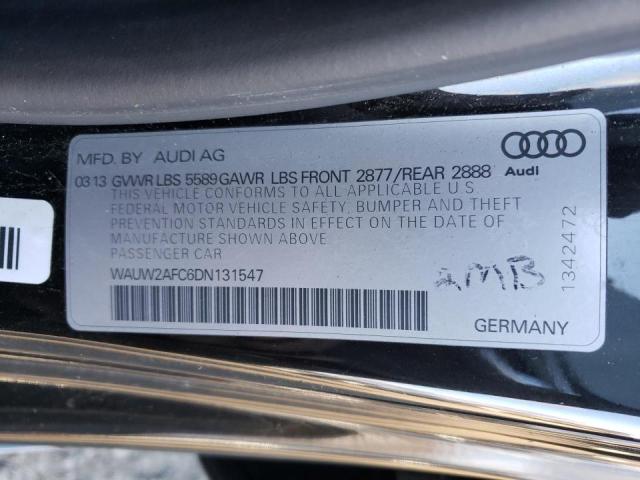 MFD. BY AUDI AG
Audi
03 13 GVWR LBS 5589 GAWR LBS FRONT 2877/REAR 2888
THIS VEHICLE CONFORMS TO ALL APPLICABLE U S
FEDERAL MOTOR VEHICLE SAFETY, BUMPER AND THEFT
PREVENTION STANDARDS IN EFFECT ON THE DATE OF
MANUFACTURE SHOWN ABOVE.
PASSENGER CAR
WAUW2AFC6DN131547
2MB
1342472
GERMANY